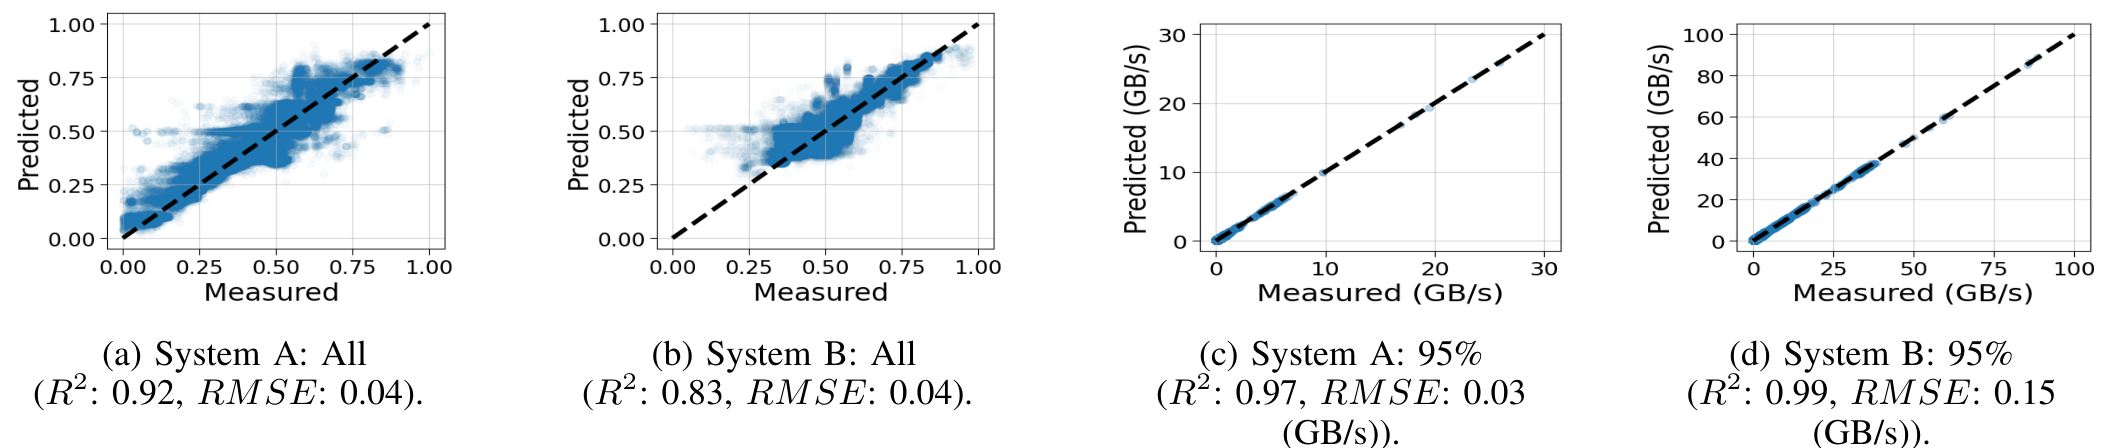 1.00
0.75
0.50
0.25
0.00
Predicted
0.00 0.25 0.50 0.75 1.00
Measured
(a) System A: All
(R²: 0.92, RMSE: 0.04).
1.00
0.75
0.50
0.25
0.00
Predicted
0.00 0.25 0.50 0.75 1.00
Measured
(b) System B: All
(R²: 0.83, RMSE: 0.04).
30
20
10
0
Predicted (GB/s)
0 10 20 30
Measured (GB/s)
(c) System A: 95%
(R²: 0.97, RMSE: 0.03
(GB/s)).
100
80
60
40
20
0
Predicted (GB/s)
0 25 50 75 100
Measured (GB/s)
(d) System B: 95%
(R²: 0.99, RMSE: 0.15
(GB/s)).